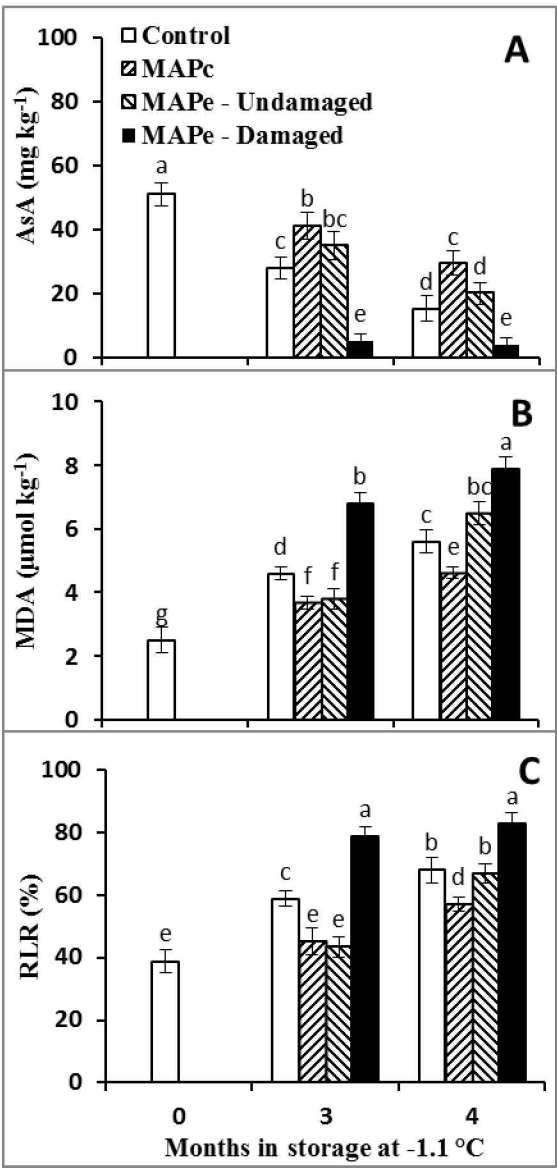 100
80
60
40
20
0
AsA (mg kg⁻¹)
Control
MAPc
MAPe - Undamaged
MAPe - Damaged
A
a
c
b
bc
e
d
c
d
e
10
8
6
4
2
0
MDA (µmol kg⁻¹)
B
g
d
f
f
b
c
e
bc
a
100
80
60
40
20
0
RLR (%)
C
e
c
e
e
a
b
d
b
a
0 3 4
Months in storage at -1.1 °C